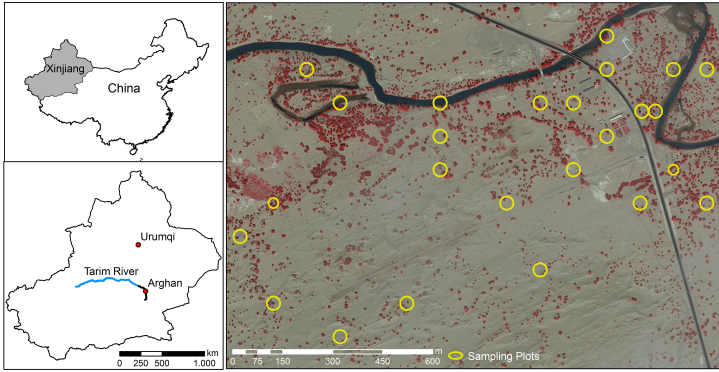 Xinjiang
China
Urumqi
Tarim River
Arghan
km
0 250 500 1.000
m
0 75 150 300 450 600
Sampling Plots